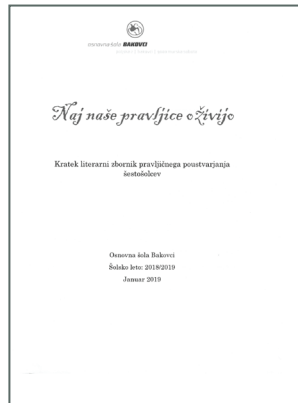 osnovna šola BAKOVCI
Naj naše pravljice oživijo
Kratek literarni zbornik pravljičnega poustvarjanja
šestošolcev
Osnovna šola Bakovci
Šolsko leto: 2018/2019
Januar 2019